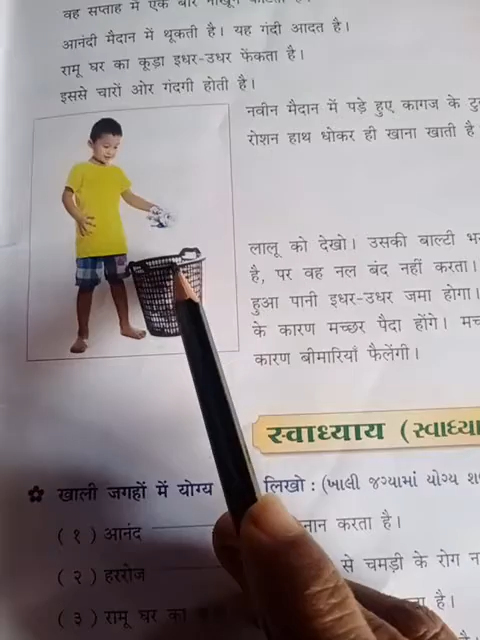 वह सप्ताह में एक बार नाखून
आनंदी मैदान में थूकती है। यह गंदी आदत है।
रामू घर का कूड़ा इधर-उधर फेंकता है।
इससे चारों ओर गंदगी होती है।
नवीन मैदान में पड़े हुए कागज के
रोशन हाथ धोकर ही खाना खाती है
लालू को देखो। उसकी बाल्टी
है, पर वह नल बंद नहीं करता।
हुआ पानी इधर-उधर जमा होगा।
के कारण मच्छर पैदा होंगे।
कारण बीमारियाँ फैलेंगी।
स्वाध्याय (સ્વાધ્યા
खाली जगहों में योग्य लिखो : (ખાલી જગ્યામાં યોગ્ય
(१) आनंद करता है।
(२) हररोज से चमड़ी के रोग
(३) रामू घर का है।